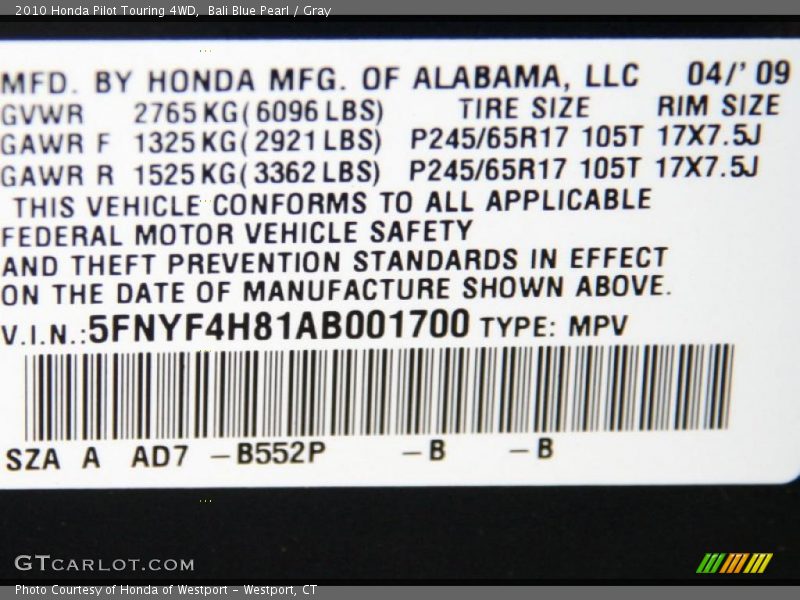 2010 Honda Pilot Touring 4WD,  Bali Blue Pearl / Gray
MFD. BY HONDA MFG. OF ALABAMA, LLC 04/'09
GVWR 2765 KG(6096 LBS) TIRE SIZE RIM SIZE
GAWR F 1325 KG(2921 LBS) P245/65R17 105T 17X7.5J
GAWR R 1525 KG(3362 LBS) P245/65R17 105T 17X7.5J
THIS VEHICLE CONFORMS TO ALL APPLICABLE
FEDERAL MOTOR VEHICLE SAFETY
AND THEFT PREVENTION STANDARDS IN EFFECT
ON THE DATE OF MANUFACTURE SHOWN ABOVE.
V.I.N.:5FNYF4H81AB001700 TYPE: MPV
SZA A AD7 -B552P -B -B
GTCARLOT.COM
Photo Courtesy of Honda of Westport - Westport, CT